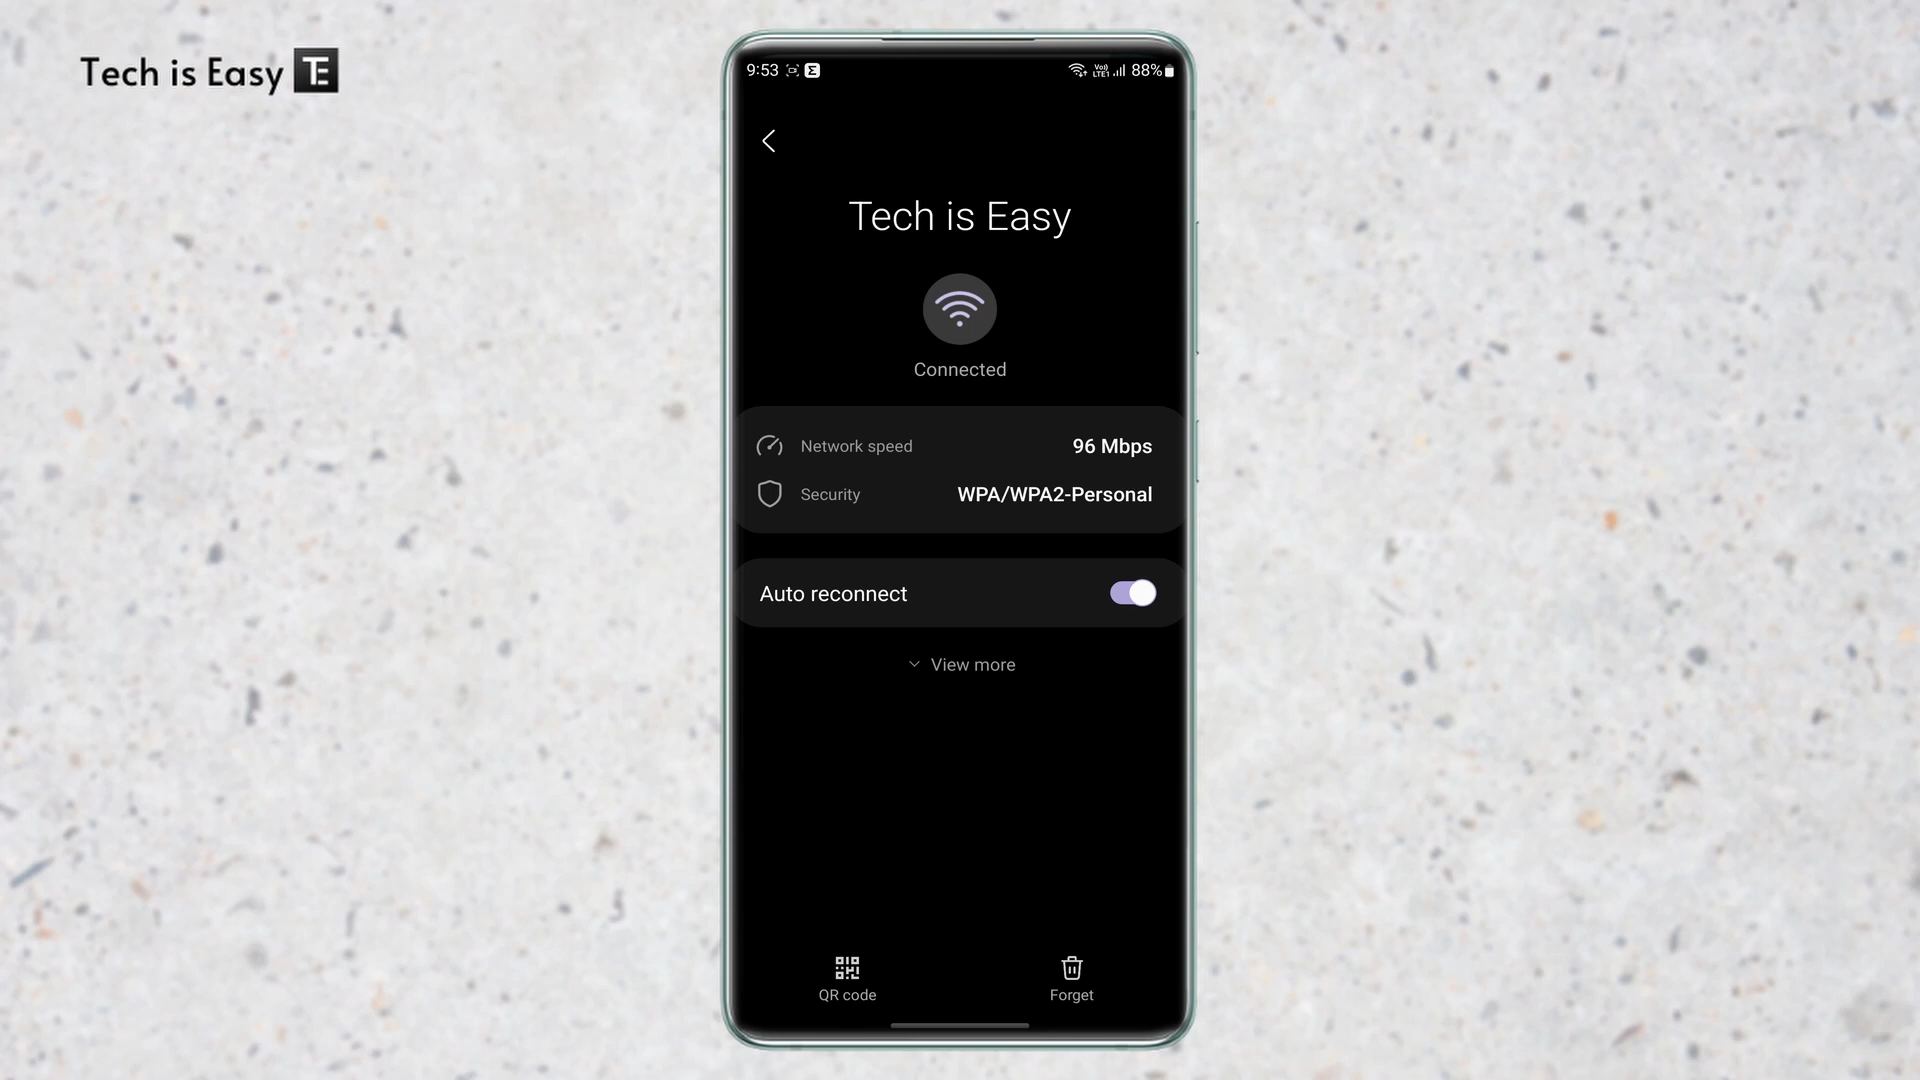 Tech is Easy TE
9:53 88%
Tech is Easy
Connected
Network speed 96 Mbps
Security WPA/WPA2-Personal
Auto reconnect
View more
QR code Forget